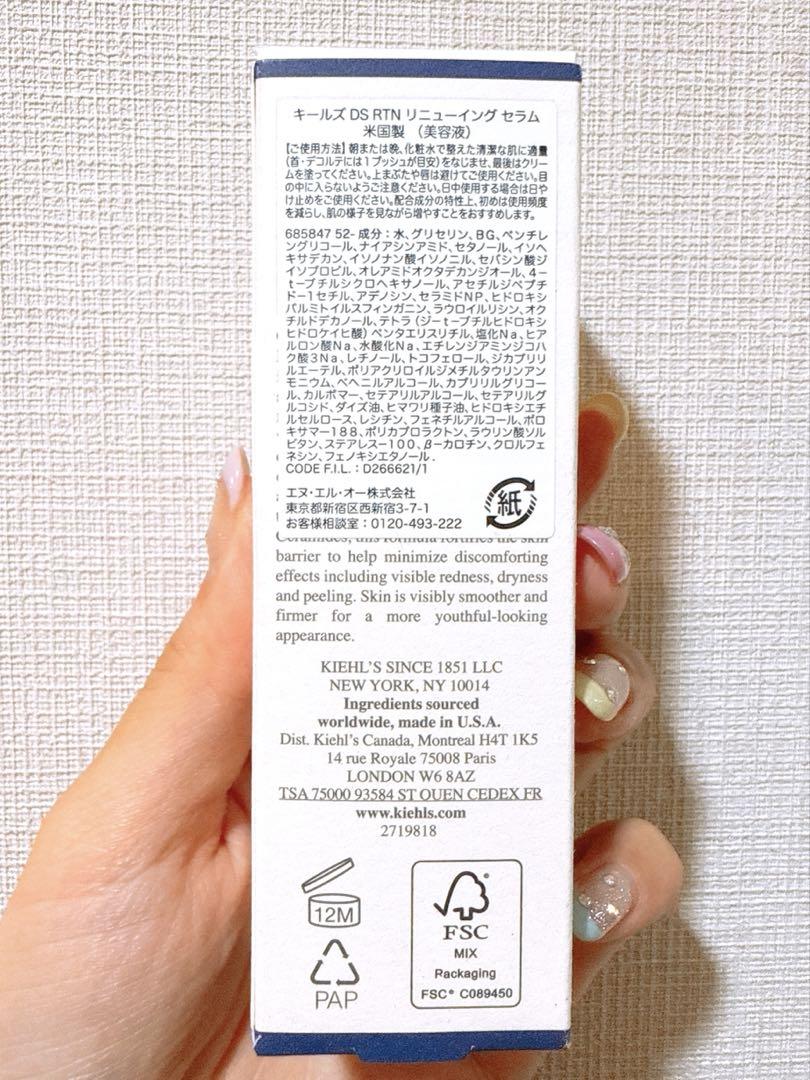 キールズ DS RTN リニューイング セラム
米国製 （美容液）
【ご使用方法】朝または晩、化粧水で整えた清潔な肌に適量
（首・デコルテには1プッシュが目安）をなじませ、最後はクリー
ムを塗ってください。上まぶたや唇は避けてご使用ください。目
の中に入らないようご注意ください。日中使用する場合は日や
け止めをご使用ください。配合成分の特性上、初めは使用頻度
を減らし、肌の様子を見ながら増やすことをおすすめします。
685847 52- 成分：水、グリセリン、BG、ペンチレ
ングリコール、ナイアシンアミド、セタノール、イソヘ
キサデカン、イソノナン酸イソノニル、セバシン酸ジ
イソプロピル、オレアミドオクタデカンジオール、4－
t－ブチルシクロヘキサノール、アセチルジペプチ
ド－1セチル、アデノシン、セラミドNP、ヒドロキシ
パルミトイルスフィンガニン、ラウロイルリシン、オク
チルドデカノール、テトラ（ジ－t－ブチルヒドロキシ
ヒドロケイヒ酸）ペンタエリスリチル、塩化Na、ヒア
ルロン酸Na、水酸化Na、エチレンジアミンジコハ
ク酸3Na、レチノール、トコフェロール、ジカプリリ
ルエーテル、ポリアクリロイルジメチルタウリンアン
モニウム、ベヘニルアルコール、カプリリルグリコー
ル、カルボマー、セテアリルアルコール、セテアリルグ
ルコシド、ダイズ油、ヒマワリ種子油、ヒドロキシエチ
ルセルロース、レシチン、フェネチルアルコール、ポロ
キサマー188、ポリカプロラクトン、ラウリン酸ソル
ビタン、ステアレス－100、β－カロチン、クロルフェ
ネシン、フェノキシエタノール .
CODE F.I.L. : D266621/1
エヌ・エル・オー株式会社
東京都新宿区西新宿3-7-1
お客様相談室：0120-493-222
紙
Ceramides, this formula fortifies the skin
barrier to help minimize discomforting
effects including visible redness, dryness
and peeling. Skin is visibly smoother and
firmer for a more youthful-looking
appearance.
KIEHL'S SINCE 1851 LLC
NEW YORK, NY 10014
Ingredients sourced
worldwide, made in U.S.A.
Dist. Kiehl's Canada, Montreal H4T 1K5
14 rue Royale 75008 Paris
LONDON W6 8AZ
TSA 75000 93584 ST OUEN CEDEX FR
www.kiehls.com
2719818
12M
PAP
FSC
MIX
Rackaging
FSC® C089450